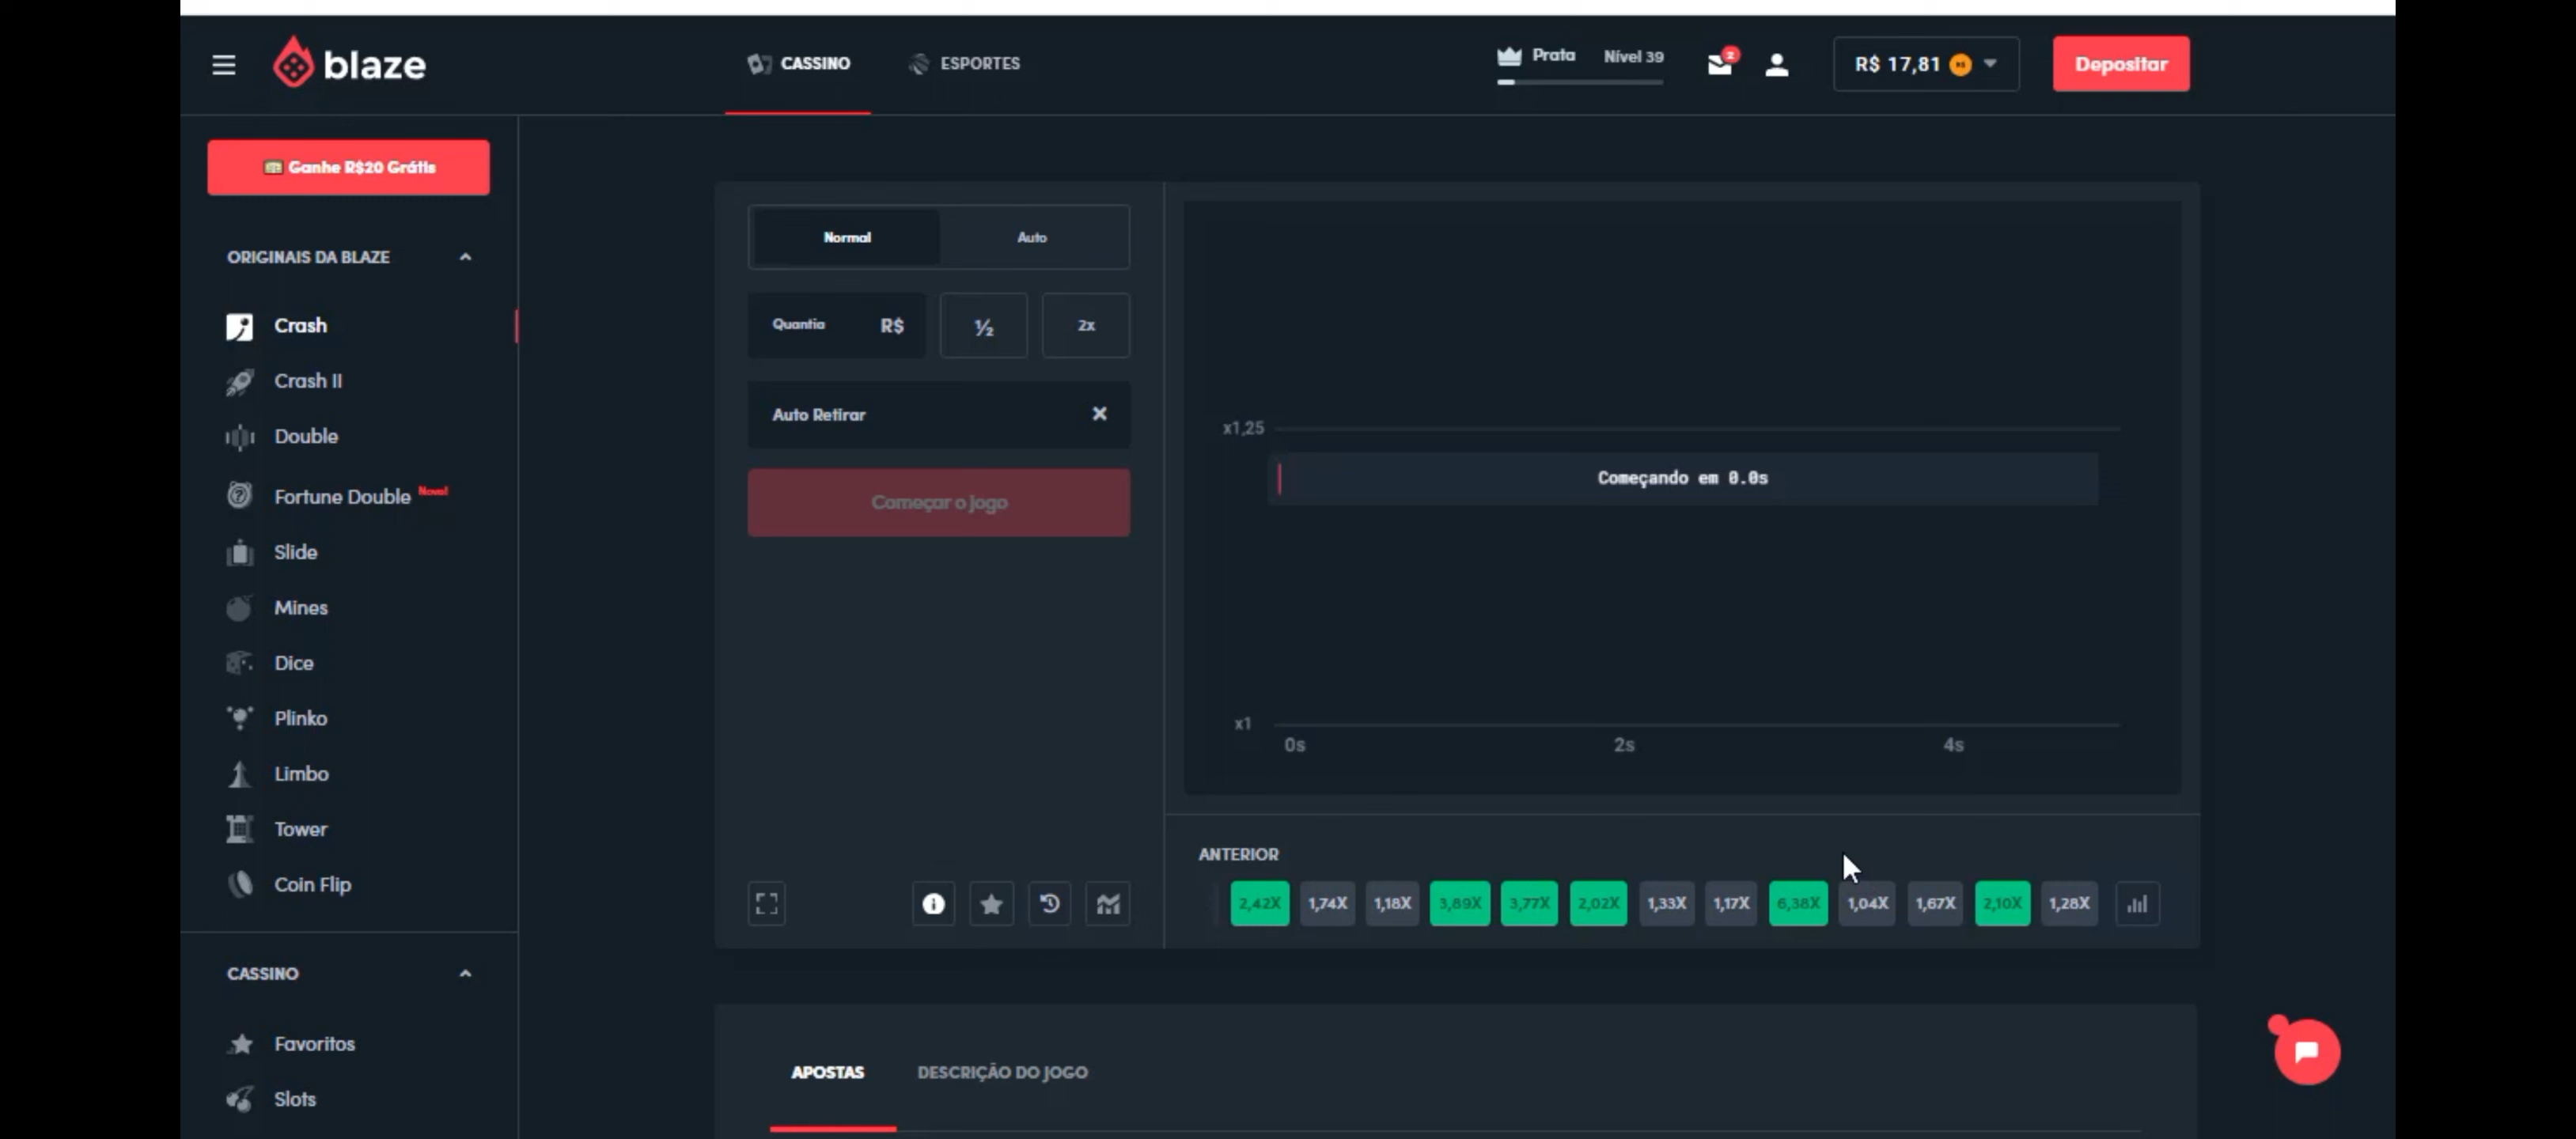 blaze
CASSINO
ESPORTES
Prata Nível 39
2
R$ 17,81
Depositar
Ganhe R$20 Grátis
ORIGINAIS DA BLAZE
Crash
Crash II
Double
Fortune Double Novo!
Slide
Mines
Dice
Plinko
Limbo
Tower
Coin Flip
CASSINO
Favoritos
Slots
Normal Auto
Quantia R$ ½ 2x
Auto Retirar
Começar o jogo
x1,25
Começando em 0.0s
x1
0s 2s 4s
ANTERIOR
2,42X 1,74X 1,18X 3,89X 3,77X 2,02X 1,33X 1,17X 6,38X 1,04X 1,67X 2,10X 1,28X
APOSTAS DESCRIÇÃO DO JOGO